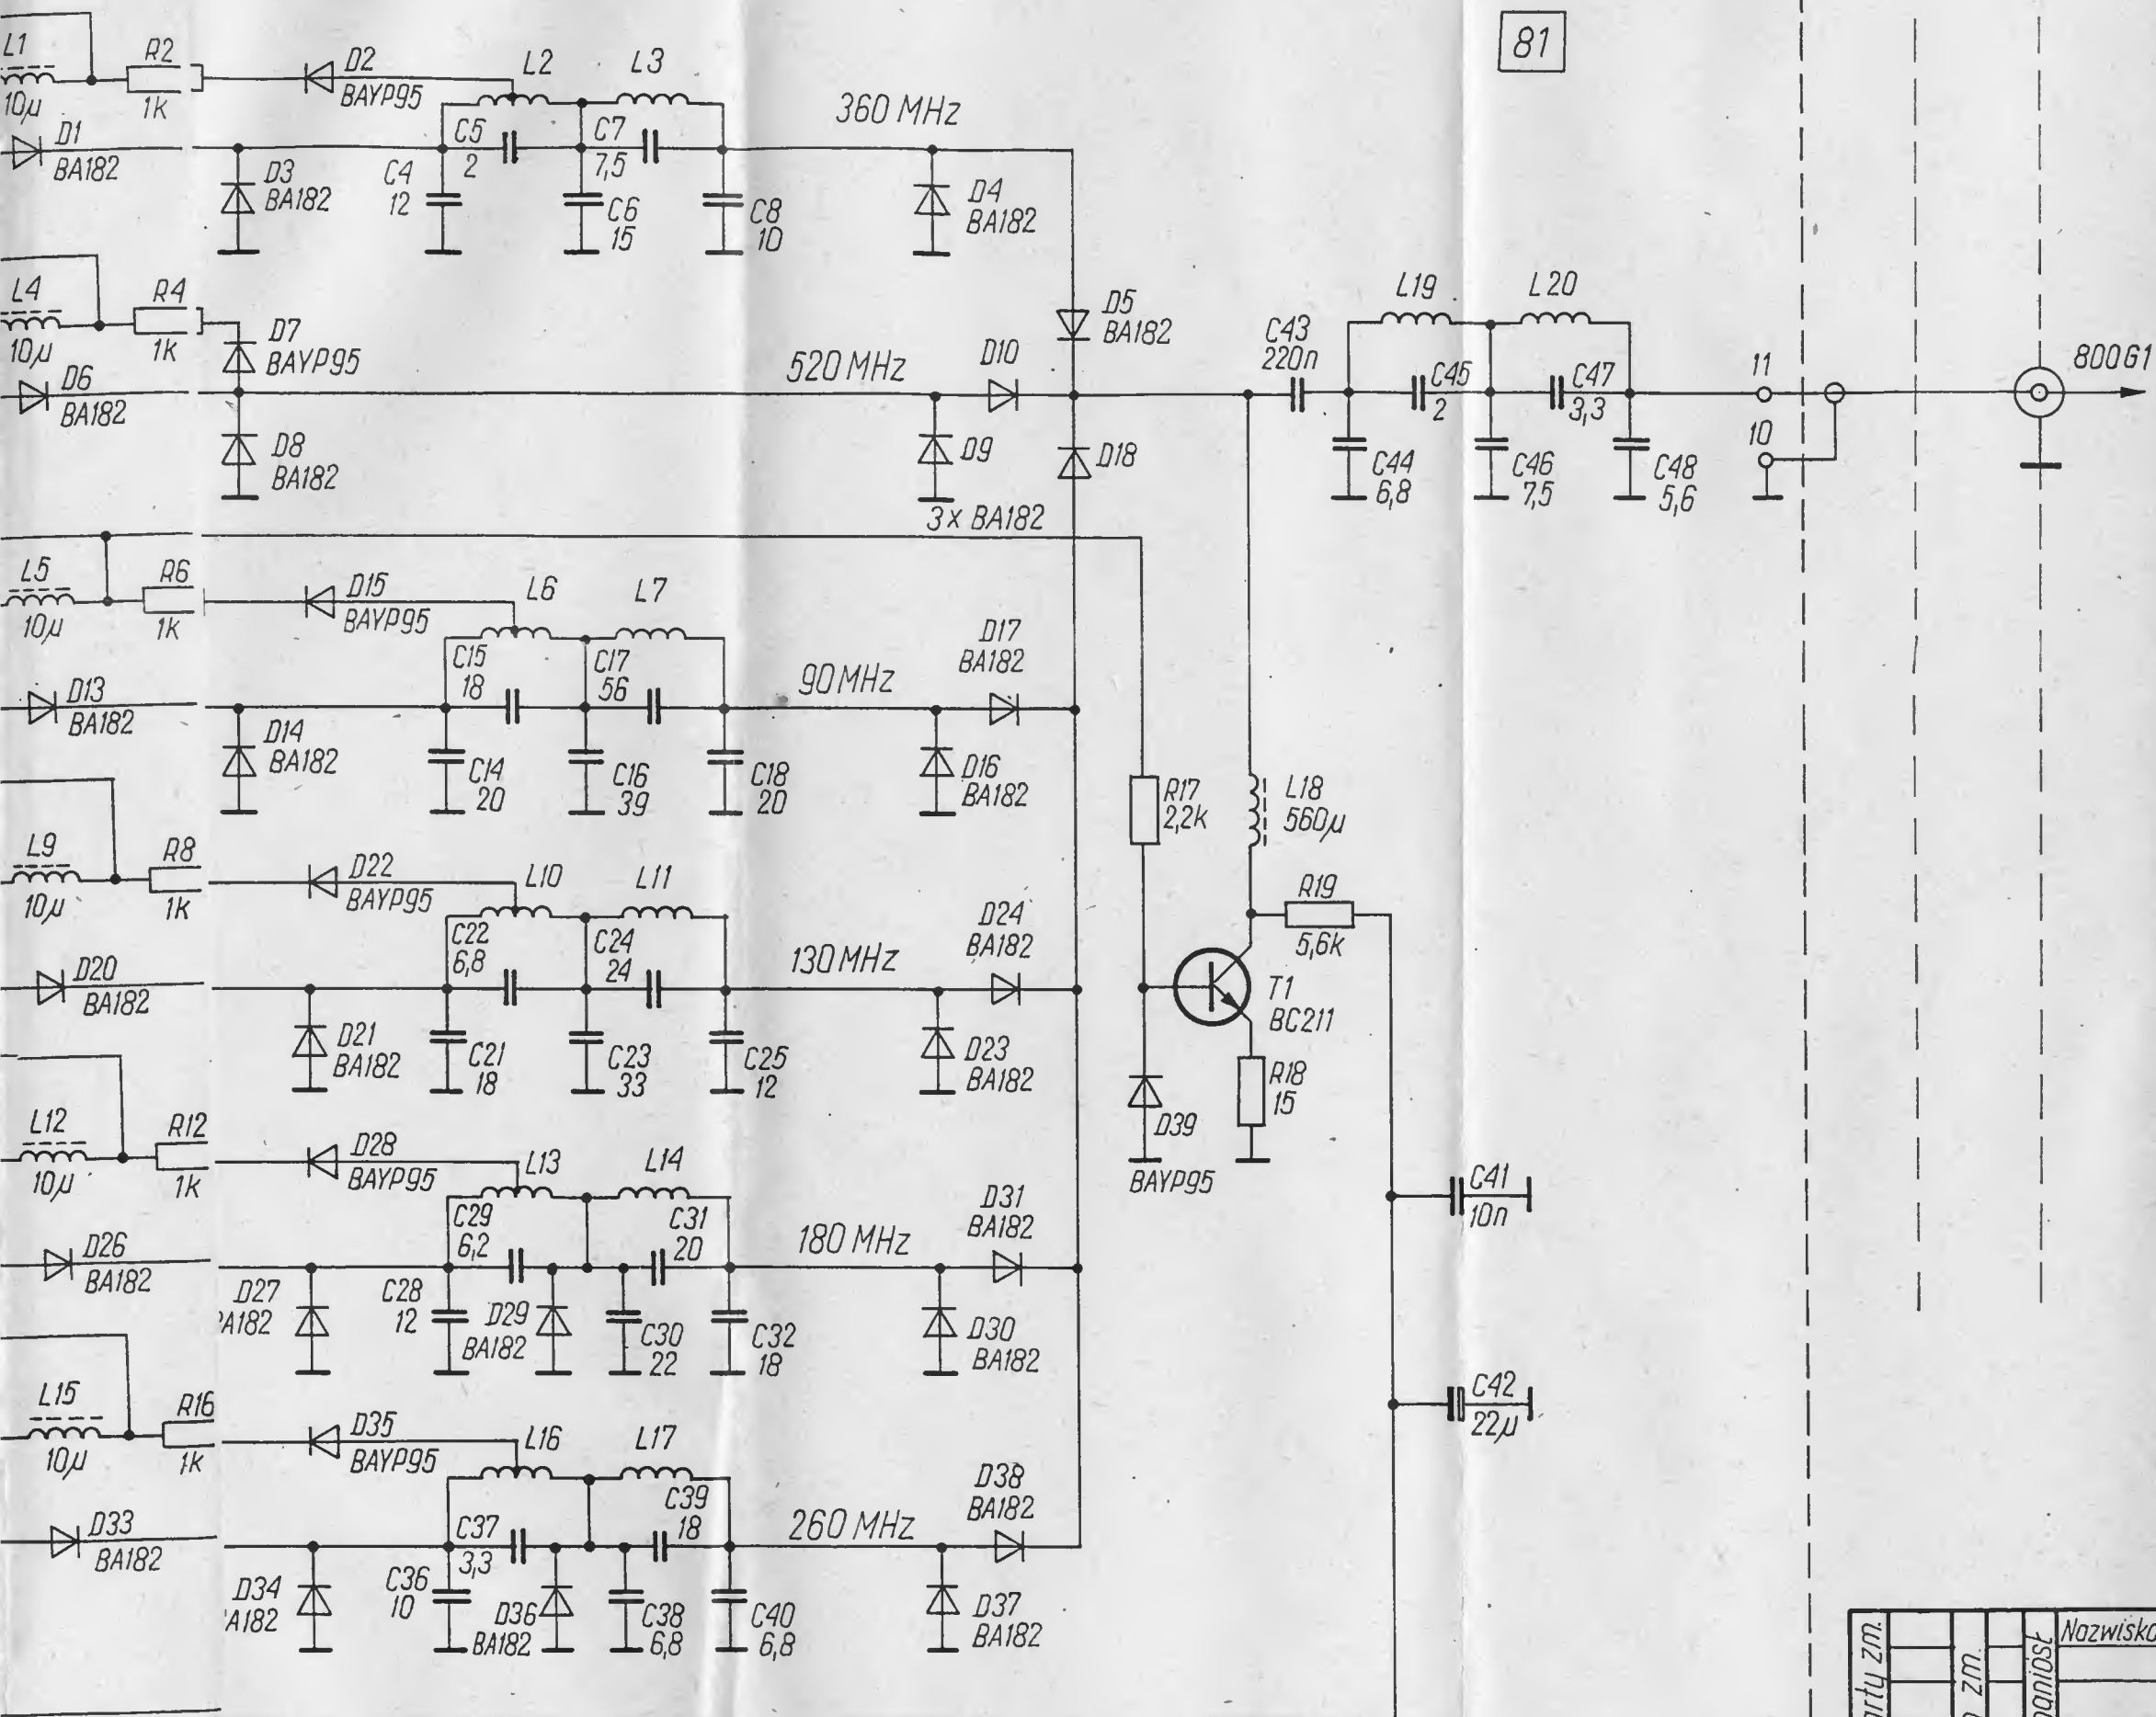 81
L1
10µ
R2
1k
D2
BAYP95
L2
L3
D1
BA182
D3
BA182
C4
12
C5
2
C7
7,5
C6
15
C8
10
360 MHz
D4
BA182
L4
10µ
R4
1k
D7
BAYP95
D6
BA182
D8
BA182
520 MHz
D10
D9
D5
BA182
D18
3x BA182
C43
220n
L19
L20
C45
2
C47
3,3
C44
6,8
C46
7,5
C48
5,6
11
10
800G1
L5
10µ
R6
1k
D15
BAYP95
L6
L7
D13
BA182
D14
BA182
C15
18
C17
56
C14
20
C16
39
C18
20
90 MHz
D17
BA182
D16
BA182
R17
2,2k
L18
560µ
L9
10µ
R8
1k
D22
BAYP95
L10
L11
D20
BA182
D21
BA182
C22
6,8
C24
24
C21
18
C23
33
C25
12
130 MHz
D24
BA182
D23
BA182
R19
5,6k
T1
BC211
R18
15
D39
BAYP95
L12
10µ
R12
1k
D28
BAYP95
L13
L14
D26
BA182
D27
A182
C29
6,2
C31
20
C28
12
D29
BA182
C30
22
C32
18
180 MHz
D31
BA182
D30
BA182
C41
10n
C42
22µ
L15
10µ
R16
1k
D35
BAYP95
L16
L17
D33
BA182
D34
A182
C37
3,3
C39
18
C36
10
D36
BA182
C38
6,8
C40
6,8
260 MHz
D38
BA182
D37
BA182
arty zm.
zm.
Nazwisko